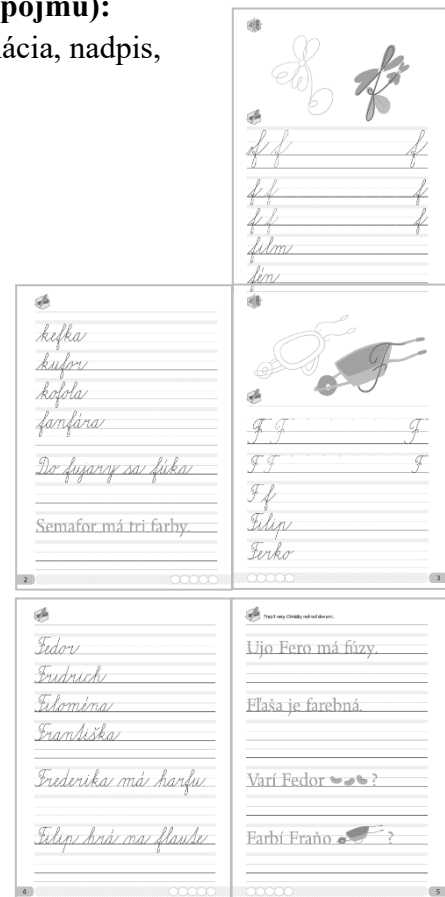 pojmu):
ácia, nadpis,
f f f
f f f
f f f
film
fén
kefka
kufor
kofola
fanfára
Do fujary sa fúka
Semafor má tri farby.
2
F F F
F F F
F f
Filip
Ferko
3
Fedor
Fridrich
Filoména
Františka
Frederika má harfu.
Filip hrá na flaute
4
Ujo Fero má fúzy.
Fľaša je farebná.
Varí Fedor ?
Farbí Fraňo ?
5